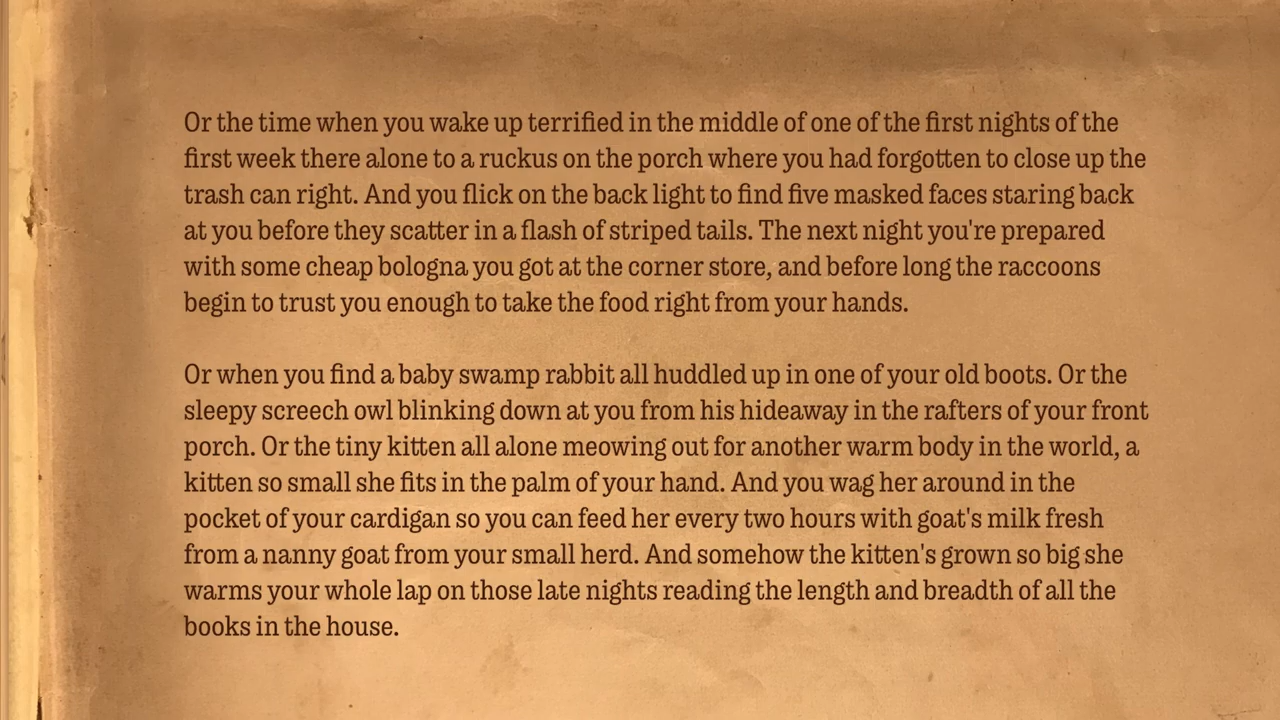 Or the time when you wake up terrified in the middle of one of the first nights of the
first week there alone to a ruckus on the porch where you had forgotten to close up the
trash can right. And you flick on the back light to find five masked faces staring back
at you before they scatter in a flash of striped tails. The next night you're prepared
with some cheap bologna you got at the corner store, and before long the raccoons
begin to trust you enough to take the food right from your hands.

Or when you find a baby swamp rabbit all huddled up in one of your old boots. Or the
sleepy screech owl blinking down at you from his hideaway in the rafters of your front
porch. Or the tiny kitten all alone meowing out for another warm body in the world, a
kitten so small she fits in the palm of your hand. And you wag her around in the
pocket of your cardigan so you can feed her every two hours with goat's milk fresh
from a nanny goat from your small herd. And somehow the kitten's grown so big she
warms your whole lap on those late nights reading the length and breadth of all the
books in the house.